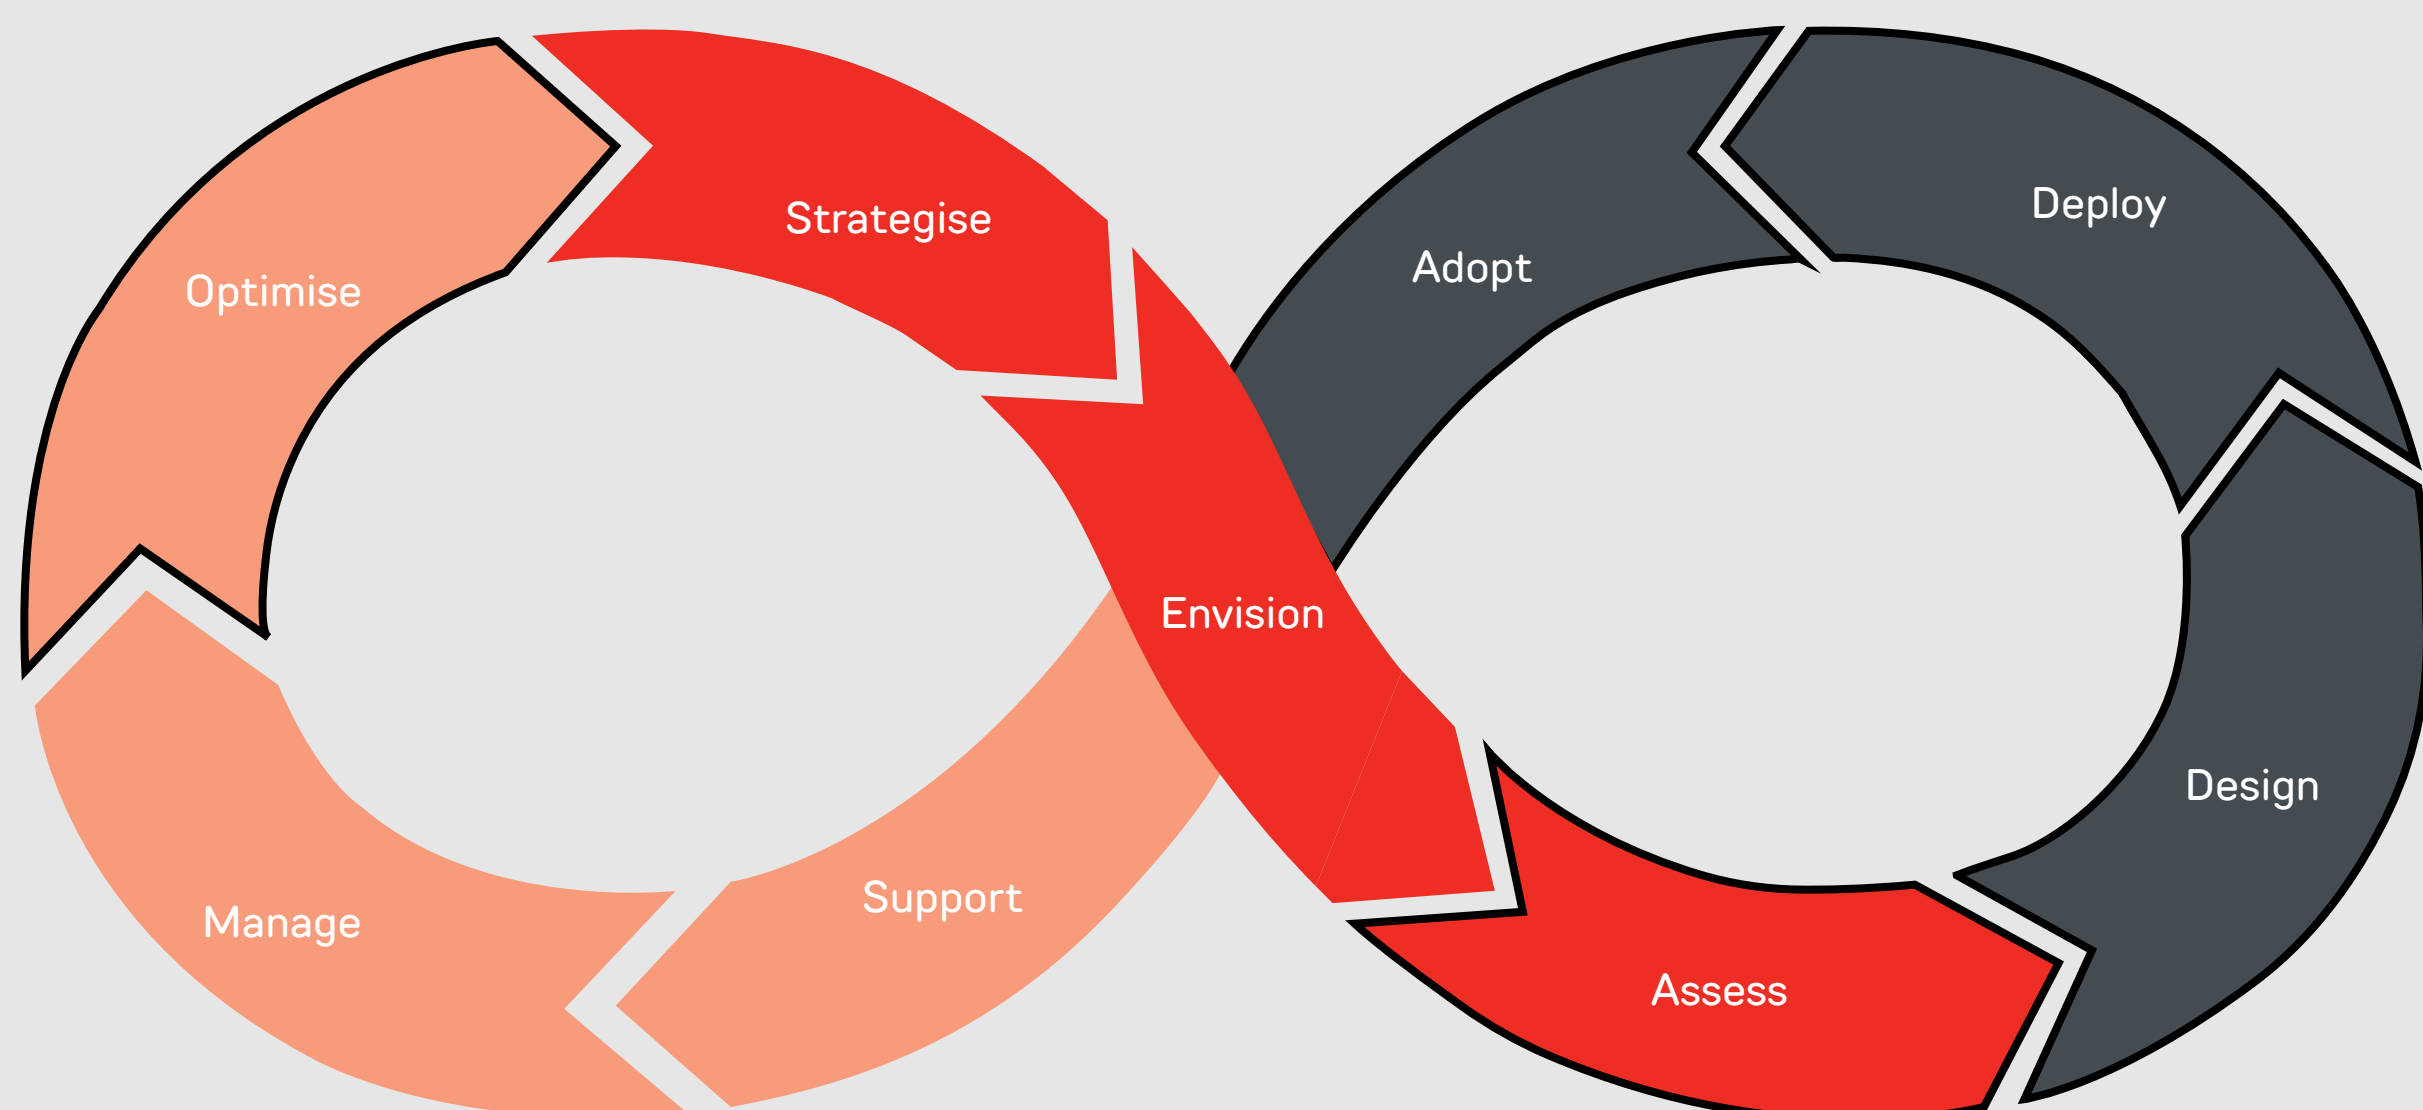 Strategise
Optimise
Adopt
Deploy
Envision
Design
Manage
Support
Assess